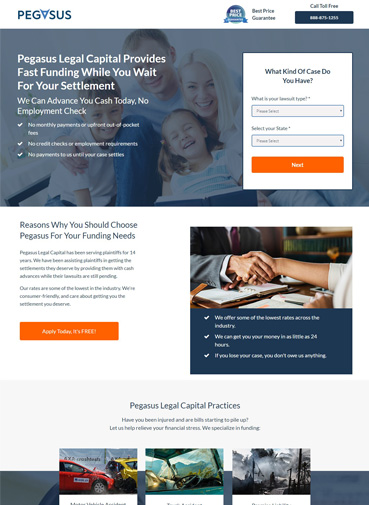 PEGASUS
BEST
PRICE
Best Price
Guarantee
Call Toll Free
888-875-1255
Pegasus Legal Capital Provides
Fast Funding While You Wait
For Your Settlement
We Can Advance You Cash Today, No
Employment Check
No monthly payments or upfront out-of-pocket
fees
No credit checks or employment requirements
No payments to us until your case settles
What Kind Of Case Do
You Have?
What is your lawsuit type? *
Please Select
Select your State *
Please Select
Next
Reasons Why You Should Choose
Pegasus For Your Funding Needs
Pegasus Legal Capital has been serving plaintiffs for 14
years. We have been assisting plaintiffs in getting the
settlements they deserve by providing them with cash
advances while their lawsuits are still pending.
Our rates are some of the lowest in the industry. We're
consumer-friendly, and care about getting you the
settlement you deserve.
Apply Today, It's FREE!
We offer some of the lowest rates across the
industry.
We can get you your money in as little as 24
hours.
If you lose your case, you don't owe us anything.
Pegasus Legal Capital Practices
Have you been injured and are bills starting to pile up?
Let us help relieve your financial stress. We specialize in funding:
Motor Vehicle Accident
Truck Accident